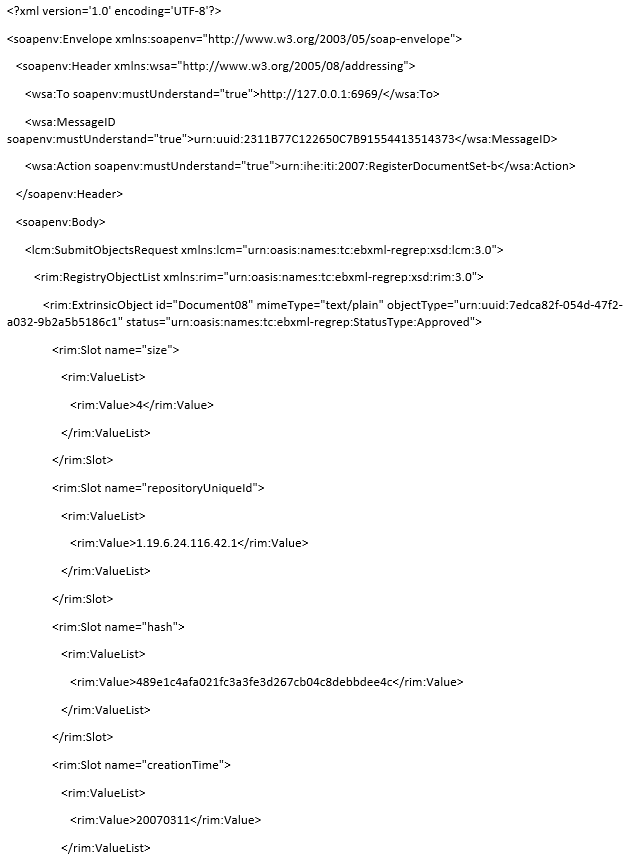 <?xml version='1.0' encoding='UTF-8'?>
<soapenv:Envelope xmlns:soapenv="http://www.w3.org/2003/05/soap-envelope">
<soapenv:Header xmlns:wsa="http://www.w3.org/2005/08/addressing">
<wsa:To soapenv:mustUnderstand="true">http://127.0.0.1:6969/</wsa:To>
<wsa:MessageID
soapenv:mustUnderstand="true">urn:uuid:2311B77C122650C7B91554413514373</wsa:MessageID>
<wsa:Action soapenv:mustUnderstand="true">urn:ihe:iti:2007:RegisterDocumentSet-b</wsa:Action>
</soapenv:Header>
<soapenv:Body>
<lcm:SubmitObjectsRequest xmlns:lcm="urn:oasis:names:tc:ebxml-regrep:xsd:lcm:3.0">
<rim:RegistryObjectList xmlns:rim="urn:oasis:names:tc:ebxml-regrep:xsd:rim:3.0">
<rim:ExtrinsicObject id="Document08" mimeType="text/plain" objectType="urn:uuid:7edca82f-054d-47f2-
a032-9b2a5b5186c1" status="urn:oasis:names:tc:ebxml-regrep:StatusType:Approved">
<rim:Slot name="size">
<rim:ValueList>
<rim:Value>4</rim:Value>
</rim:ValueList>
</rim:Slot>
<rim:Slot name="repositoryUniqueId">
<rim:ValueList>
<rim:Value>1.19.6.24.116.42.1</rim:Value>
</rim:ValueList>
</rim:Slot>
<rim:Slot name="hash">
<rim:ValueList>
<rim:Value>489e1c4afa021fc3a3fe3d267cb04c8debbdee4c</rim:Value>
</rim:ValueList>
</rim:Slot>
<rim:Slot name="creationTime">
<rim:ValueList>
<rim:Value>20070311</rim:Value>
</rim:ValueList>